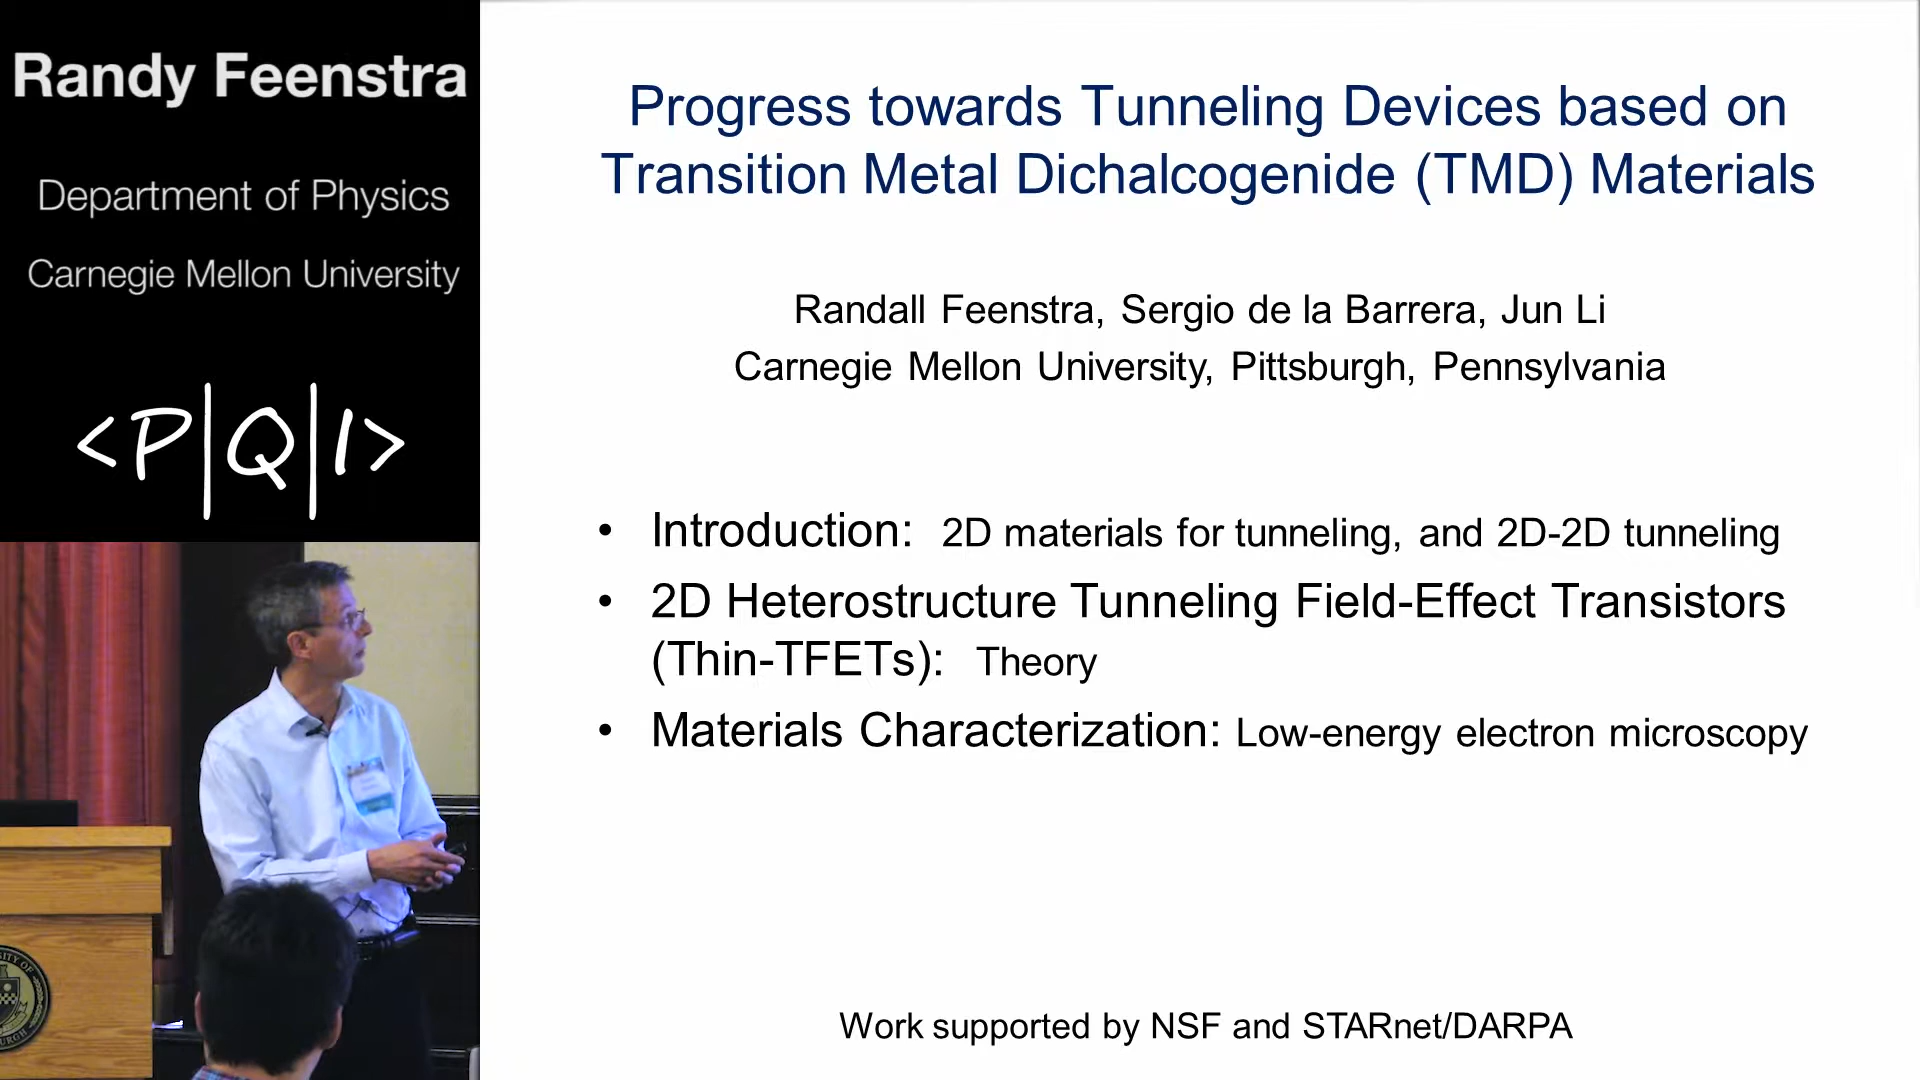 Randy Feenstra
Department of Physics
Carnegie Mellon University
<P|Q|I>
Progress towards Tunneling Devices based on
Transition Metal Dichalcogenide (TMD) Materials
Randall Feenstra, Sergio de la Barrera, Jun Li
Carnegie Mellon University, Pittsburgh, Pennsylvania
• Introduction: 2D materials for tunneling, and 2D-2D tunneling
• 2D Heterostructure Tunneling Field-Effect Transistors
(Thin-TFETs): Theory
• Materials Characterization: Low-energy electron microscopy
Work supported by NSF and STARnet/DARPA